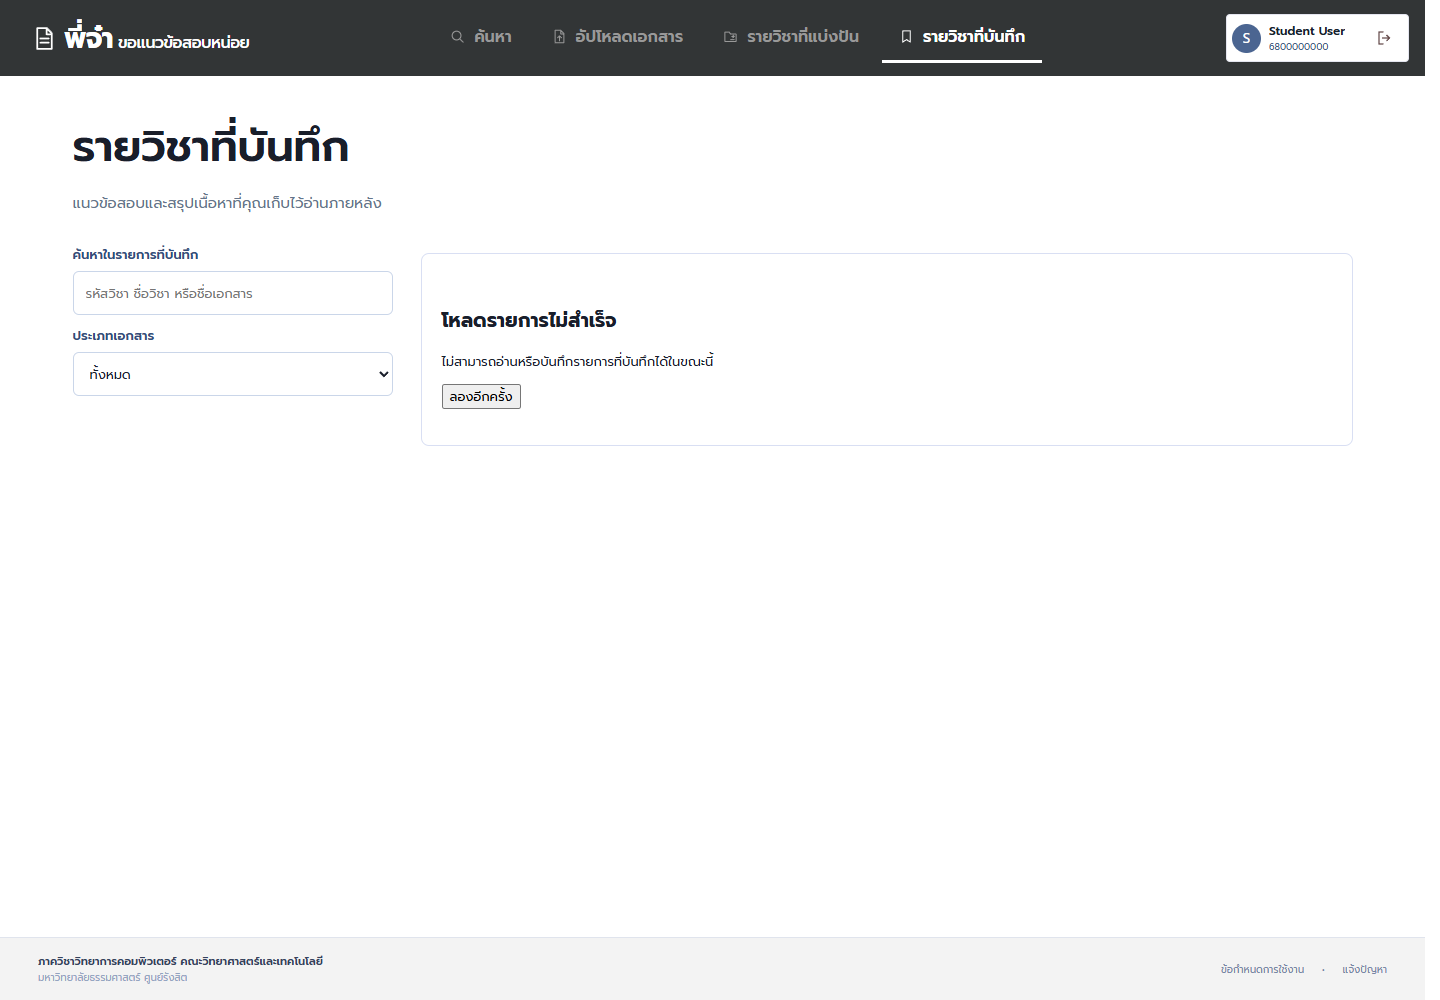 พี่จ๋า ขอแนวข้อสอบหน่อย
ค้นหา
อัปโหลดเอกสาร
รายวิชาที่แบ่งปัน
รายวิชาที่บันทึก
S
Student User
6800000000
รายวิชาที่บันทึก
แนวข้อสอบและสรุปเนื้อหาที่คุณเก็บไว้อ่านภายหลัง
ค้นหาในรายการที่บันทึก
รหัสวิชา ชื่อวิชา หรือชื่อเอกสาร
ประเภทเอกสาร
ทั้งหมด
โหลดรายการไม่สำเร็จ
ไม่สามารถอ่านหรือบันทึกรายการที่บันทึกได้ในขณะนี้
ลองอีกครั้ง
ภาควิชาวิทยาการคอมพิวเตอร์ คณะวิทยาศาสตร์และเทคโนโลยี
มหาวิทยาลัยธรรมศาสตร์ ศูนย์รังสิต
ข้อกำหนดการใช้งาน · แจ้งปัญหา